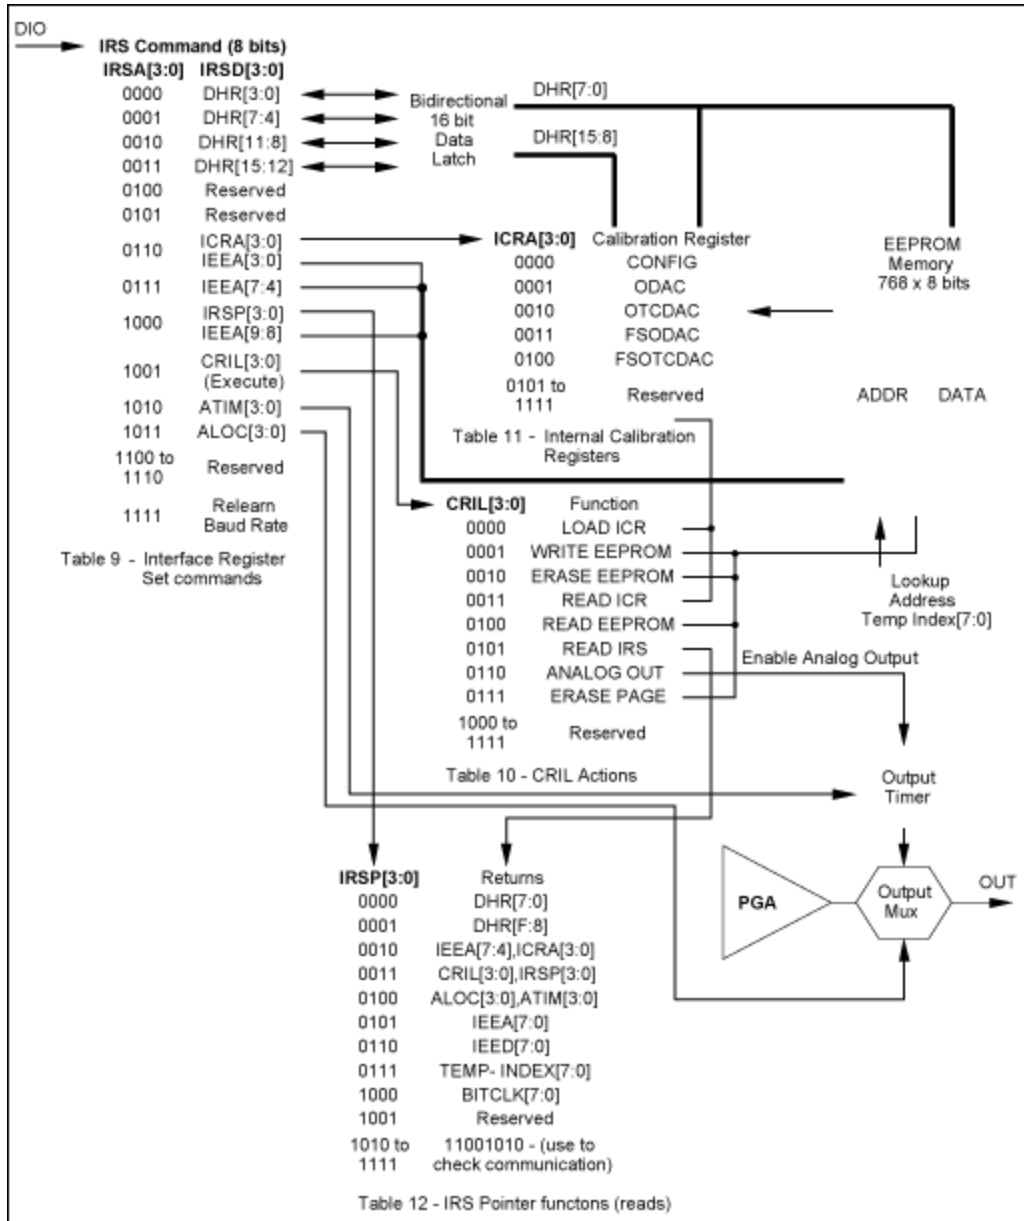 DIO
IRS Command (8 bits)
IRSA[3:0] IRSD[3:0]
0000 DHR[3:0]
0001 DHR[7:4]
0010 DHR[11:8]
0011 DHR[15:12]
0100 Reserved
0101 Reserved
0110 ICRA[3:0]
IEEA[3:0]
0111 IEEA[7:4]
1000 IRSP[3:0]
IEEA[9:8]
1001 CRIL[3:0]
(Execute)
1010 ATIM[3:0]
1011 ALOC[3:0]
1100 to
1110 Reserved
1111 Relearn
Baud Rate
Table 9 - Interface Register
Set commands
Bidirectional
16 bit
Data
Latch
DHR[7:0]
DHR[15:8]
ICRA[3:0] Calibration Register
0000 CONFIG
0001 ODAC
0010 OTCDAC
0011 FSODAC
0100 FSOTCDAC
0101 to
1111 Reserved
Table 11 - Internal Calibration
Registers
EEPROM
Memory
768 x 8 bits
ADDR DATA
CRIL[3:0] Function
0000 LOAD ICR
0001 WRITE EEPROM
0010 ERASE EEPROM
0011 READ ICR
0100 READ EEPROM
0101 READ IRS
0110 ANALOG OUT
0111 ERASE PAGE
1000 to
1111 Reserved
Table 10 - CRIL Actions
Lookup
Address
Temp Index[7:0]
Enable Analog Output
Output
Timer
PGA
Output
Mux
OUT
IRSP[3:0] Returns
0000 DHR[7:0]
0001 DHR[F:8]
0010 IEEA[7:4],ICRA[3:0]
0011 CRIL[3:0],IRSP[3:0]
0100 ALOC[3:0],ATIM[3:0]
0101 IEEA[7:0]
0110 IEED[7:0]
0111 TEMP- INDEX[7:0]
1000 BITCLK[7:0]
1001 Reserved
1010 to 11001010 - (use to
1111 check communication)
Table 12 - IRS Pointer functons (reads)